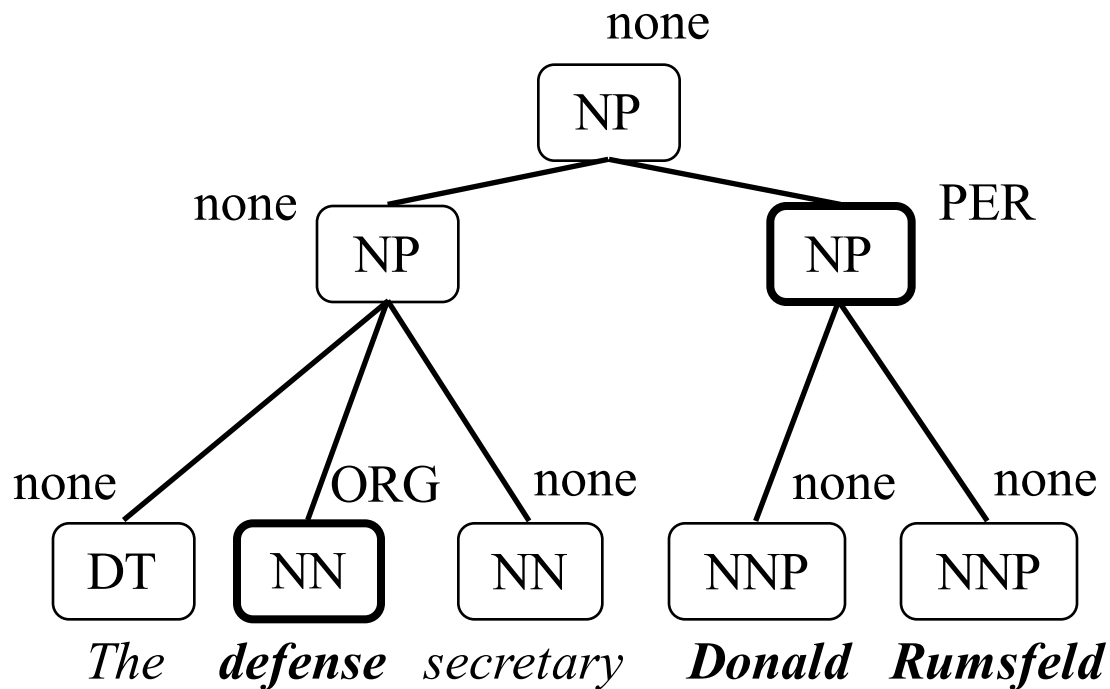 none
NP
none
NP
PER
NP
none
ORG
none
none
none
DT
NN
NN
NNP
NNP
The defense secretary Donald Rumsfeld